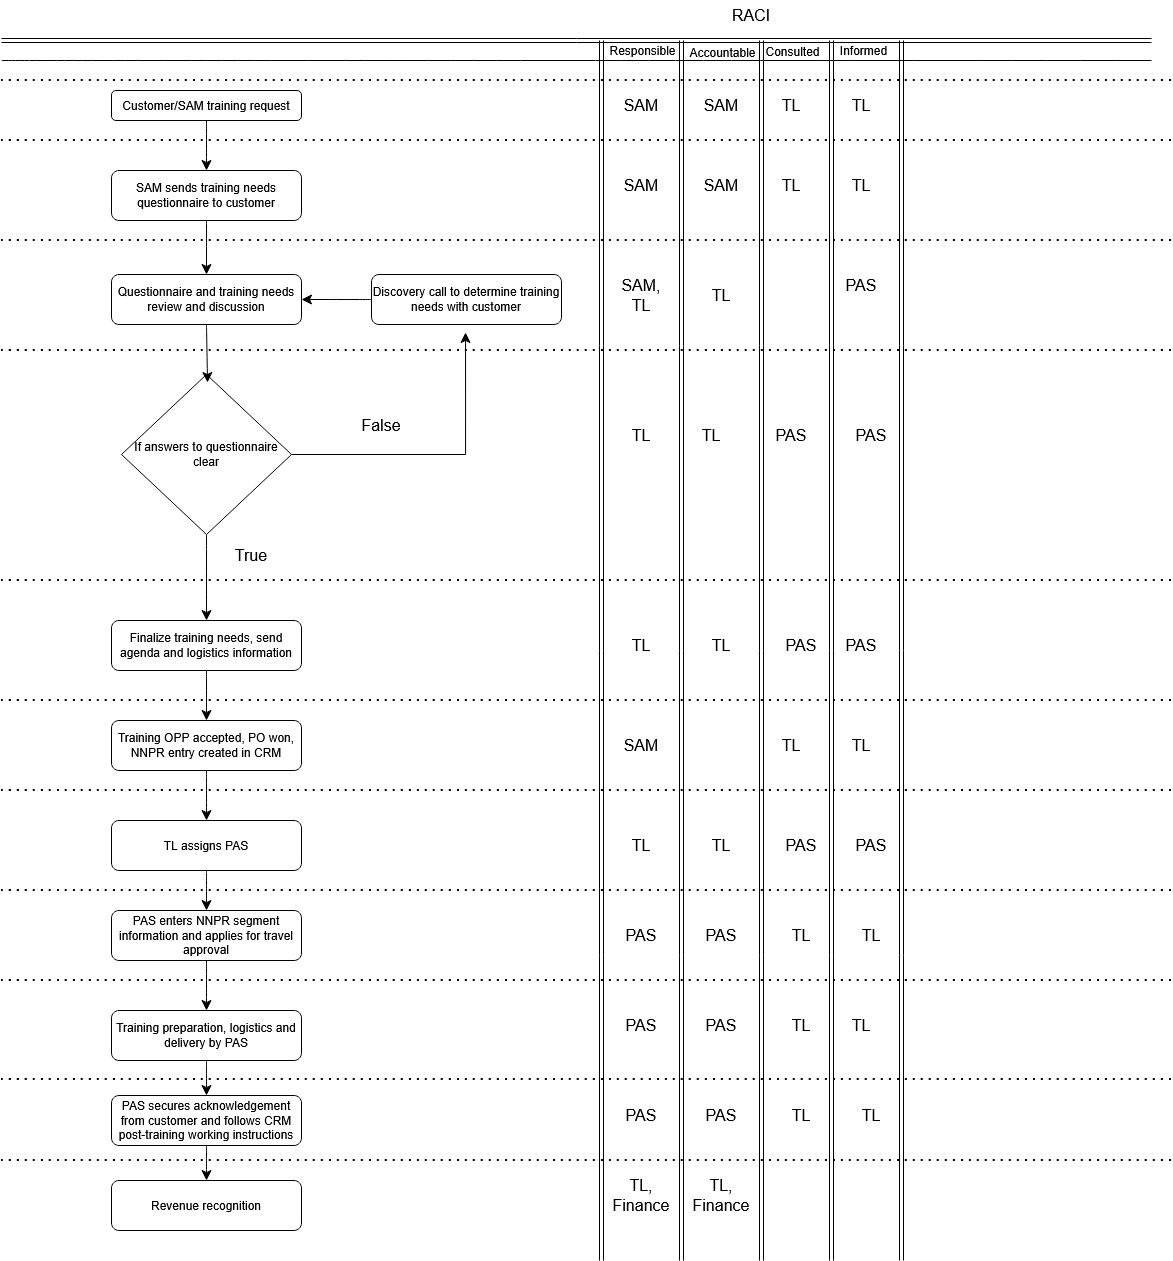 RACI
Responsible
Accountable
Consulted
Informed
Customer/SAM training request
SAM
SAM
TL
TL
SAM sends training needs
questionnaire to customer
SAM
SAM
TL
TL
Questionnaire and training needs
review and discussion
Discovery call to determine training
needs with customer
SAM,
TL
TL
PAS
If answers to questionnaire
clear
False
True
TL
TL
PAS
PAS
Finalize training needs, send
agenda and logistics information
TL
TL
PAS
PAS
Training OPP accepted, PO won,
NNPR entry created in CRM
SAM
TL
TL
TL assigns PAS
TL
TL
PAS
PAS
PAS enters NNPR segment
information and applies for travel
approval
PAS
PAS
TL
TL
Training preparation, logistics and
delivery by PAS
PAS
PAS
TL
TL
PAS secures acknowledgement
from customer and follows CRM
post-training working instructions
PAS
PAS
TL
TL
Revenue recognition
TL,
Finance
TL,
Finance